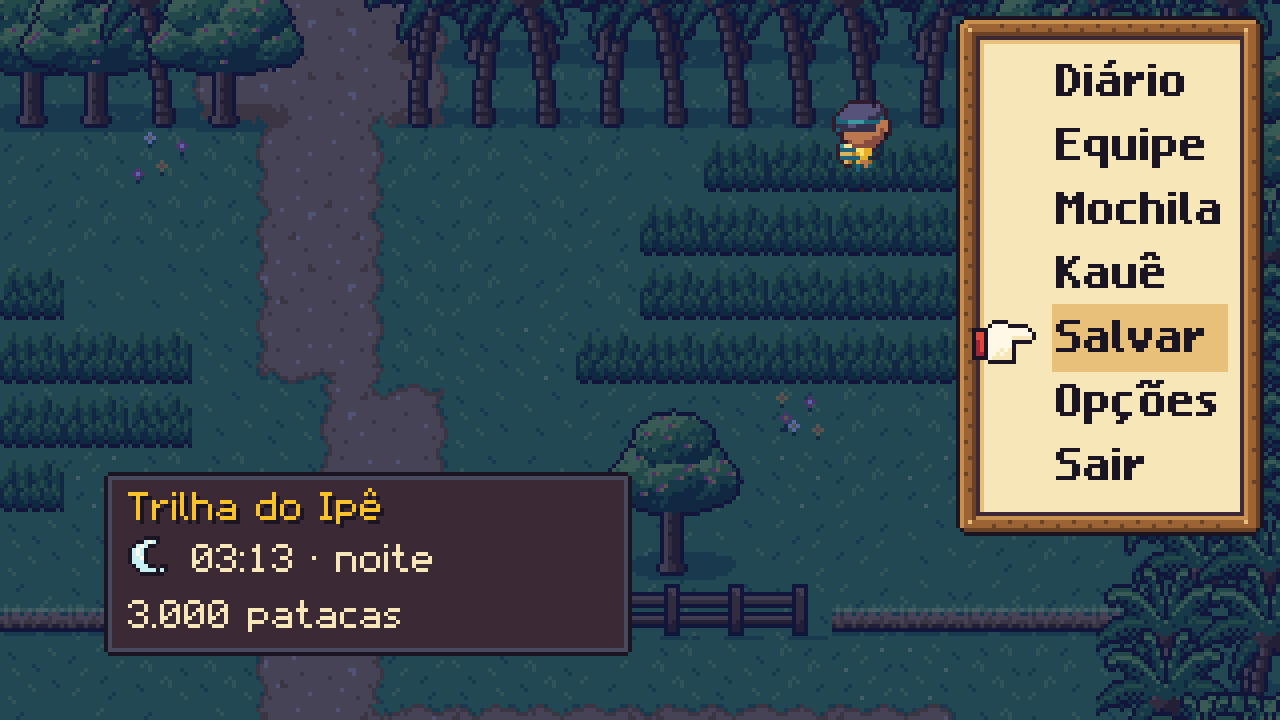 Diário
Equipe
Mochila
Kauê
Salvar
Opções
Sair
Trilha do Ipê
03:13 · noite
3.000 patacas